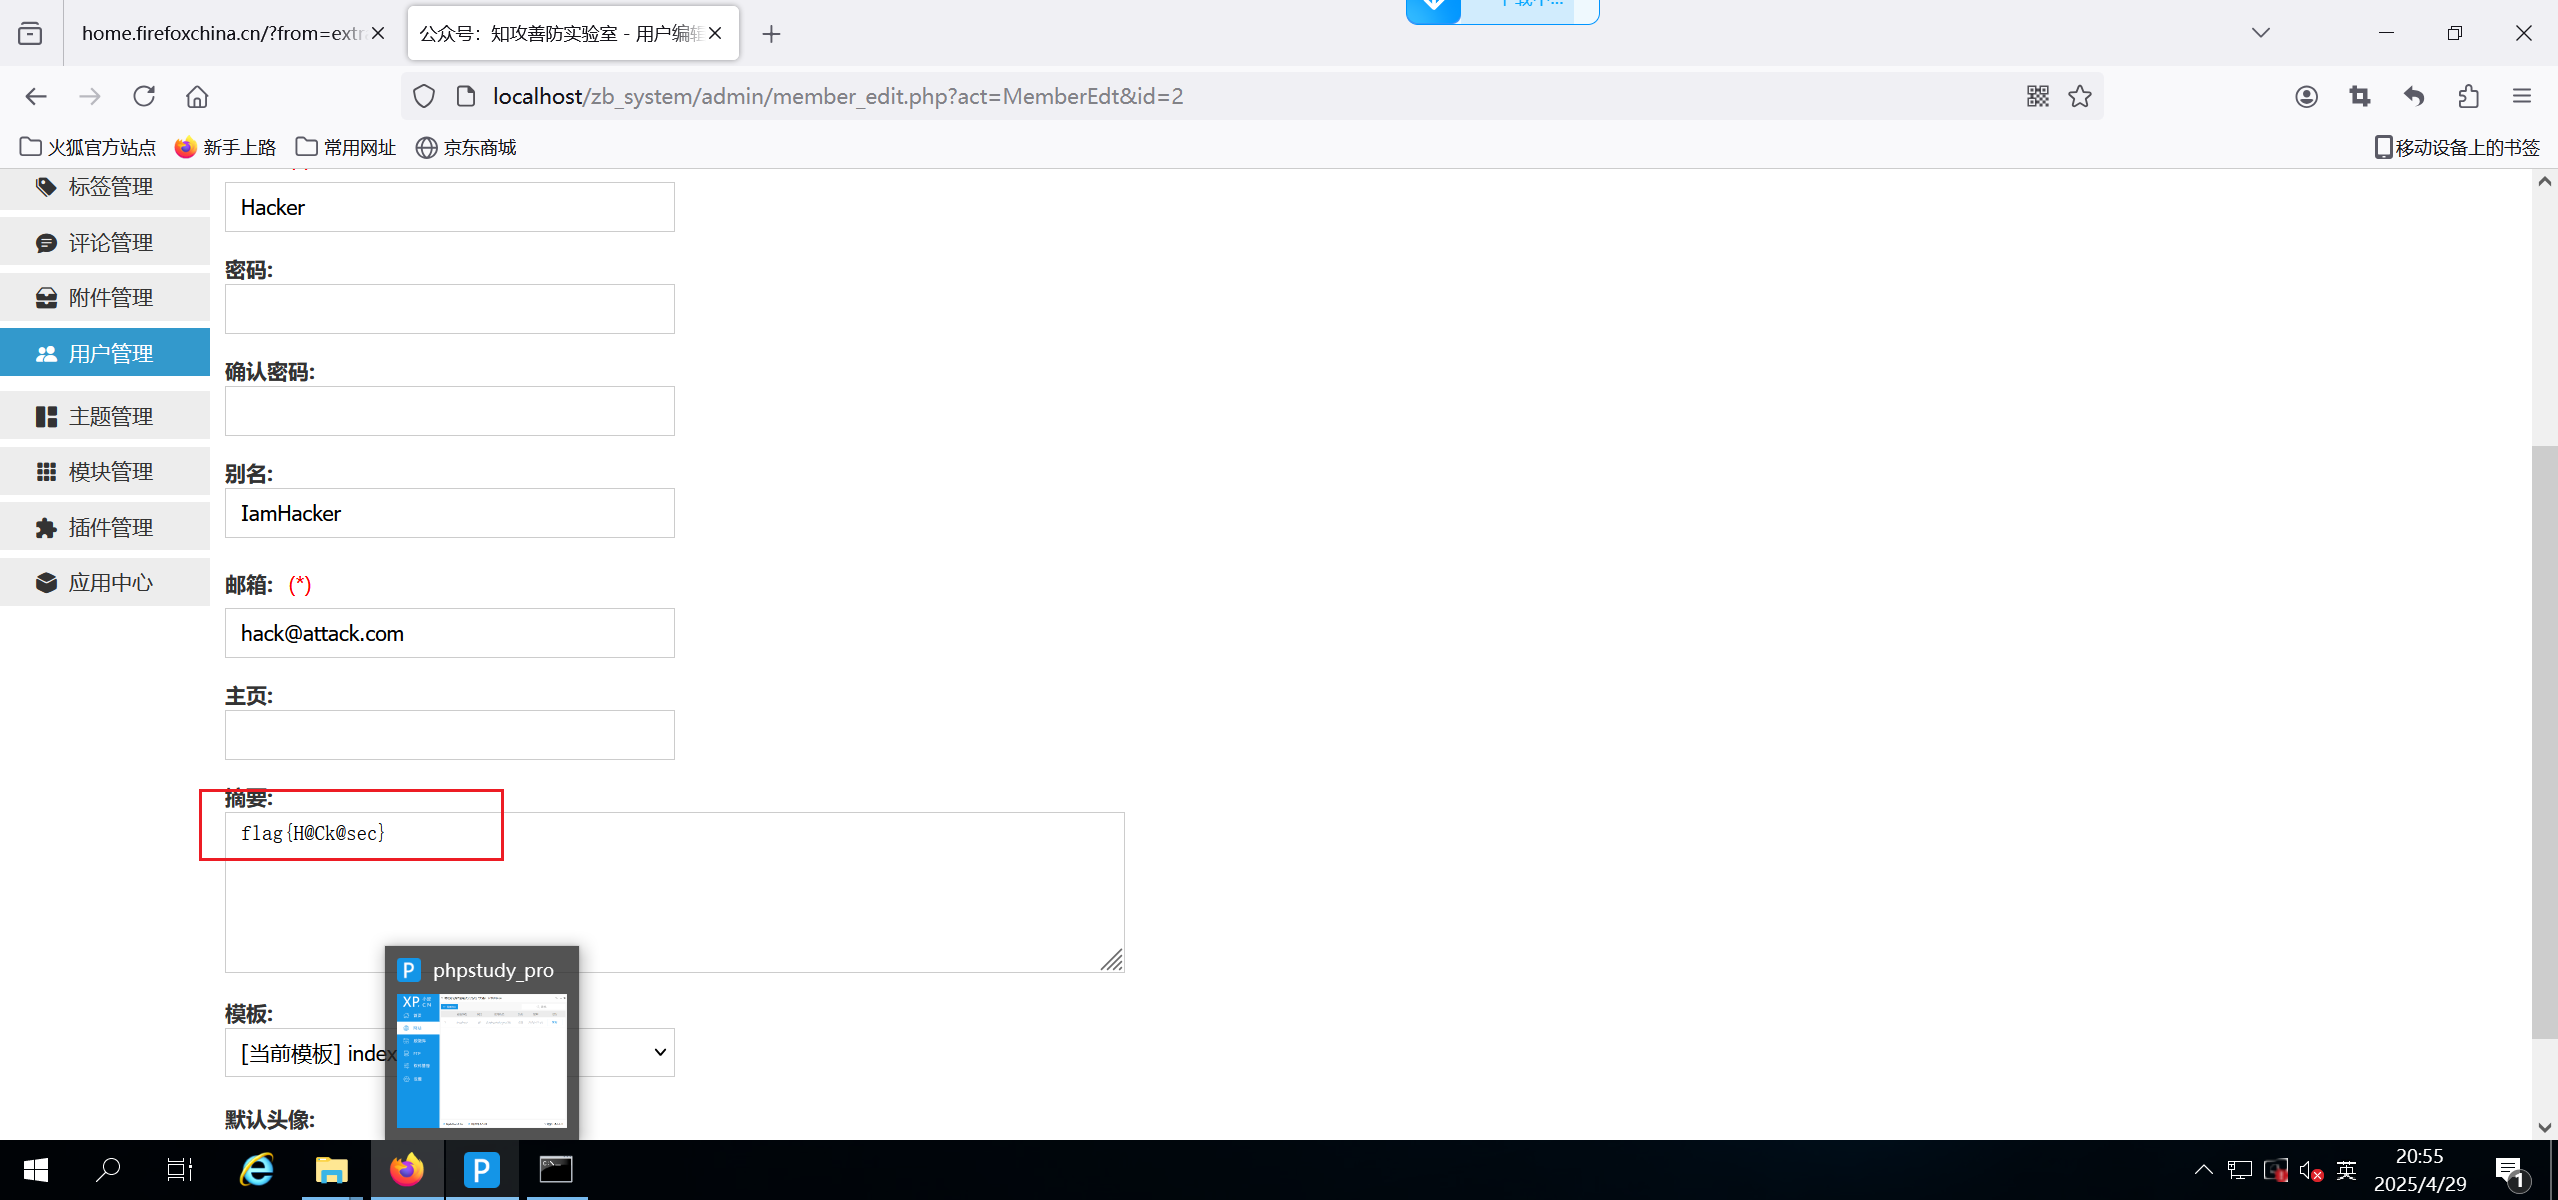 下载中...
home.firefoxchina.cn/?from=extr
公众号：知攻善防实验室 - 用户编辑
localhost/zb_system/admin/member_edit.php?act=MemberEdt&id=2
火狐官方站点
新手上路
常用网址
京东商城
移动设备上的书签
标签管理
评论管理
附件管理
用户管理
主题管理
模块管理
插件管理
应用中心
Hacker
密码:
确认密码:
别名:
IamHacker
邮箱: (*)
hack@attack.com
主页:
摘要:
flag{H@Ck@sec}
phpstudy_pro
XP.CN
模板:
[当前模板] index
默认头像:
英
20:55
2025/4/29
1